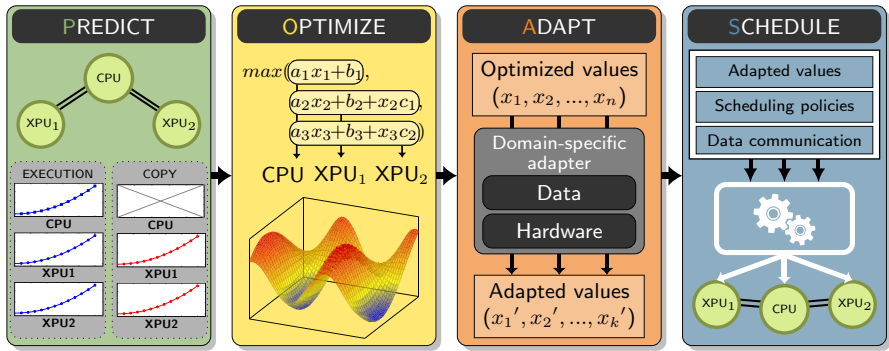 PREDICT
CPU
XPU₁
XPU₂
EXECUTION
COPY
CPU
CPU
XPU1
XPU1
XPU2
XPU2
OPTIMIZE
max(a₁x₁+b₁,
a₂x₂+b₂+x₂c₁,
a₃x₃+b₃+x₃c₂)
CPU XPU₁ XPU₂
ADAPT
Optimized values
(x₁, x₂, ..., xₙ)
Domain-specific
adapter
Data
Hardware
Adapted values
(x₁′, x₂′, ..., xₖ′)
SCHEDULE
Adapted values
Scheduling policies
Data communication
XPU₁
CPU
XPU₂